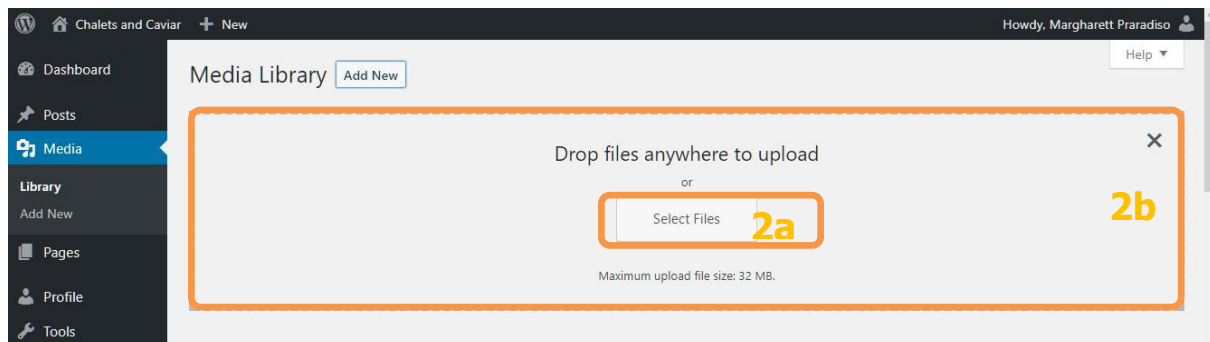 Chalets and Caviar + New Howdy, Margharett Praradiso
Help
Dashboard
Media Library Add New
Posts
Media
Drop files anywhere to upload
or
Library
Add New
Select Files 2a
2b
Pages
Maximum upload file size: 32 MB.
Profile
Tools